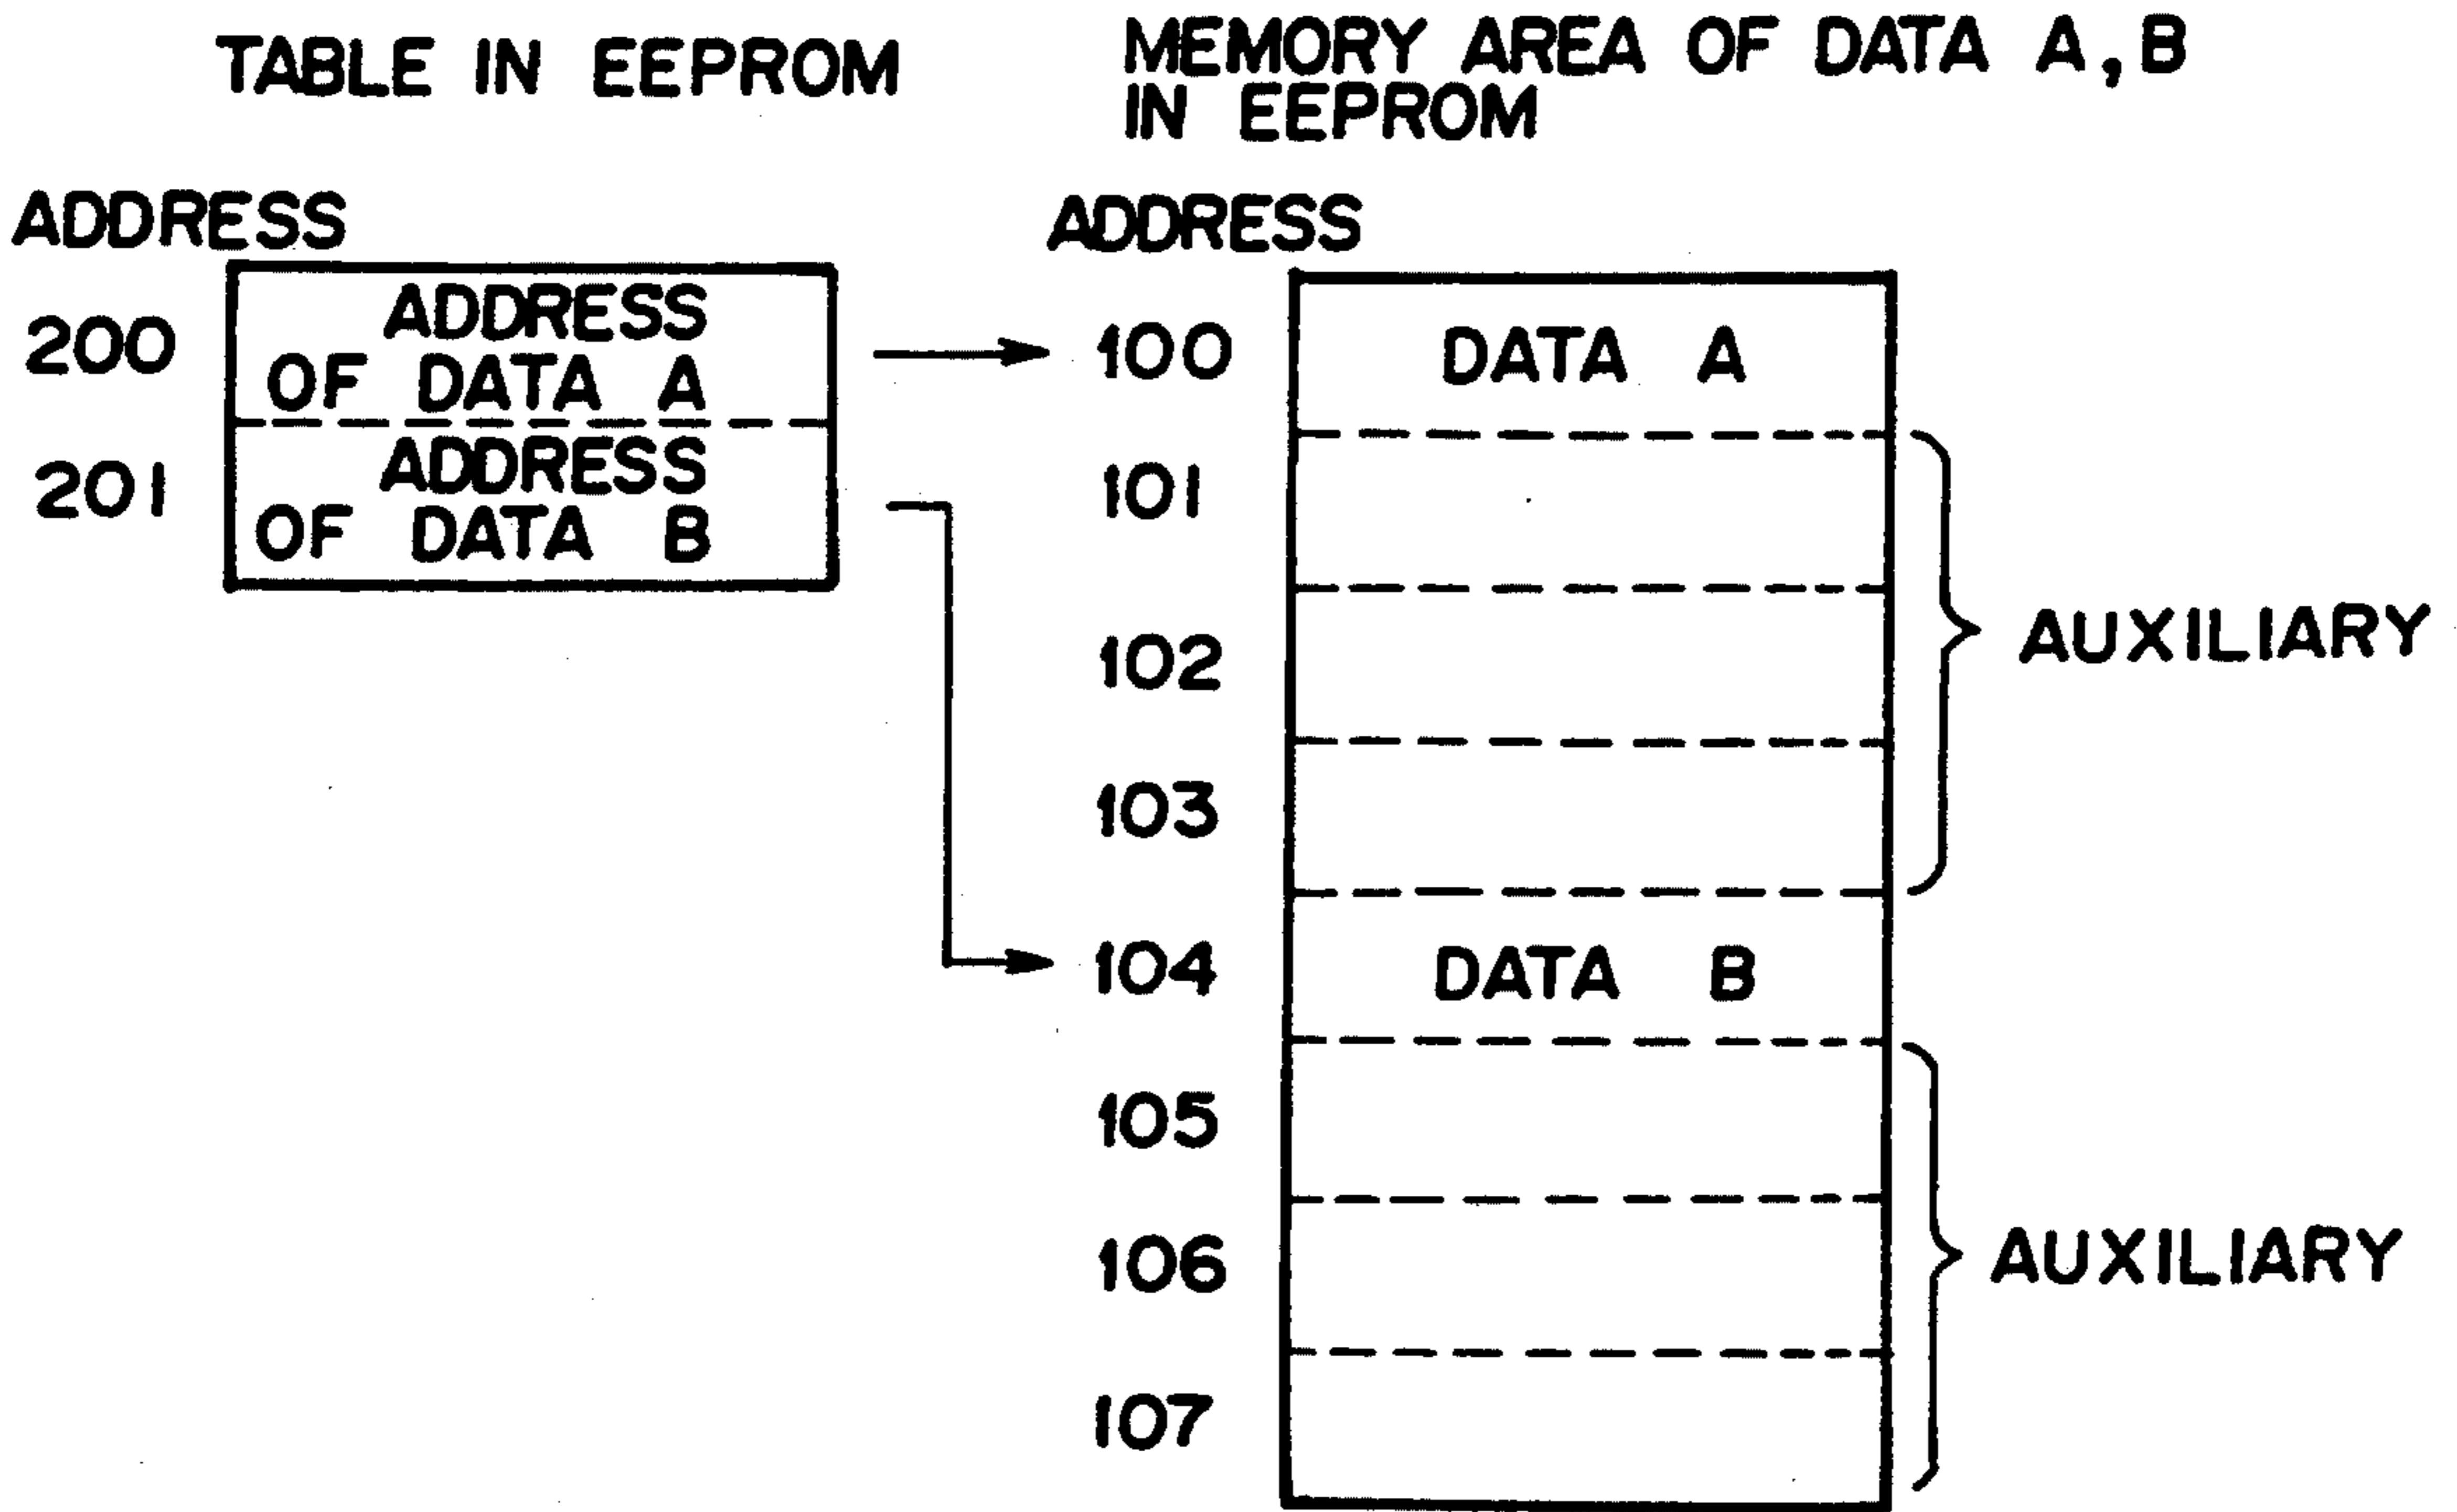 TABLE IN EEPROM
ADDRESS
200
ADDRESS
OF DATA A
201
ADDRESS
OF DATA B
MEMORY AREA OF DATA A,B
IN EEPROM
ADDRESS
100
DATA A
101
102
103
AUXILIARY
104
DATA B
105
106
107
AUXILIARY